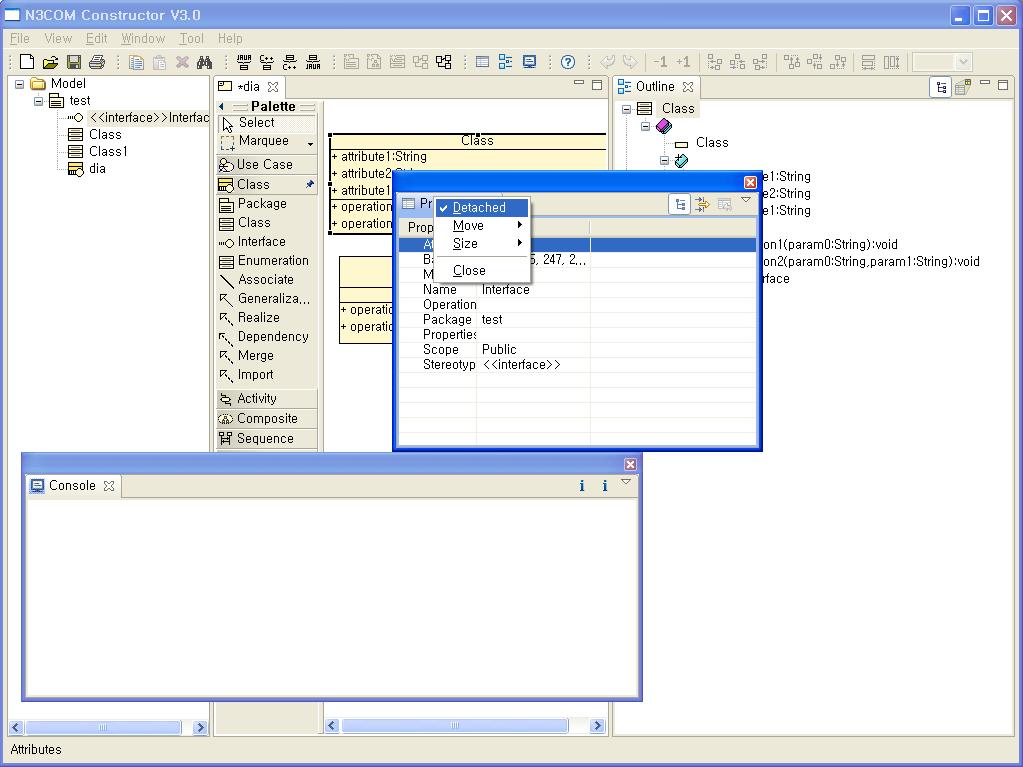 N3COM Constructor V3.0
File View Edit Window Tool Help
Model
test
<<interface>>Interfac
Class
Class1
dia
*dia
Palette
Select
Marquee
Use Case
Class
Package
Class
Interface
Enumeration
Associate
Generaliza...
Realize
Dependency
Merge
Import
Activity
Composite
Sequence
Class
+ attribute1:String
+ attribute2
+ attribute1
+ operation
+ operation
+ operatio
+ operatio
Outline
Class
Class
e1:String
e2:String
e1:String
on1(param0:String):void
on2(param0:String,param1:String):void
face
Pr
Detached
Move
Size
Close
Prop
At
Ba 5, 247, 2...
M
Name Interface
Operation
Package test
Properties
Scope Public
Stereotyp <<interface>>
Console
Attributes